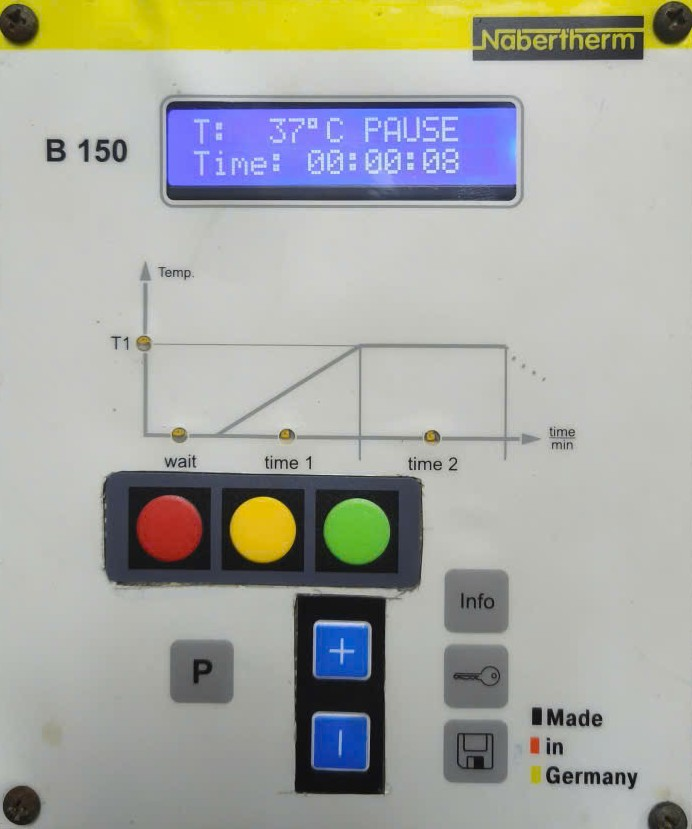 Nabertherm
B 150
T: 37°C PAUSE
Time: 00:00:08
Temp.
T1
time
min
wait time 1 time 2
Info
+
P
Made
in
Germany